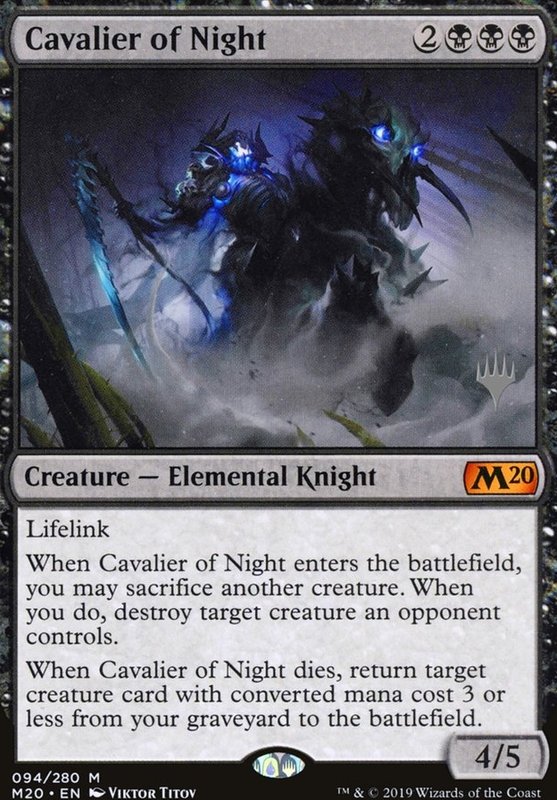 Cavalier of Night 2
Creature — Elemental Knight M20
Lifelink
When Cavalier of Night enters the battlefield,
you may sacrifice another creature. When
you do, destroy target creature an opponent
controls.
When Cavalier of Night dies, return target
creature card with converted mana cost 3 or
less from your graveyard to the battlefield.
4/5
094/280 M
M20 • EN Viktor Titov
™ & © 2019 Wizards of the Coast